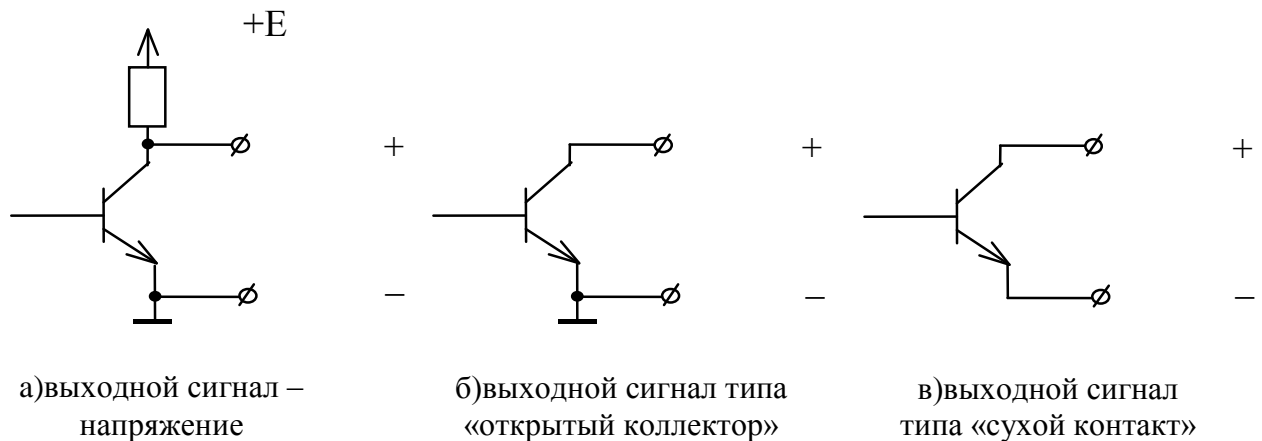 +E
+
+
+
–
–
–
а)выходной сигнал –
напряжение
б)выходной сигнал типа
«открытый коллектор»
в)выходной сигнал
типа «сухой контакт»